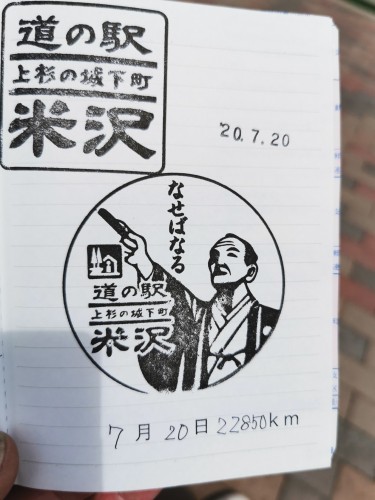 道の駅
上杉の城下町
米沢
'20.7.20
なせばなる
道の駅
上杉の城下町
米沢
7月20日22850km